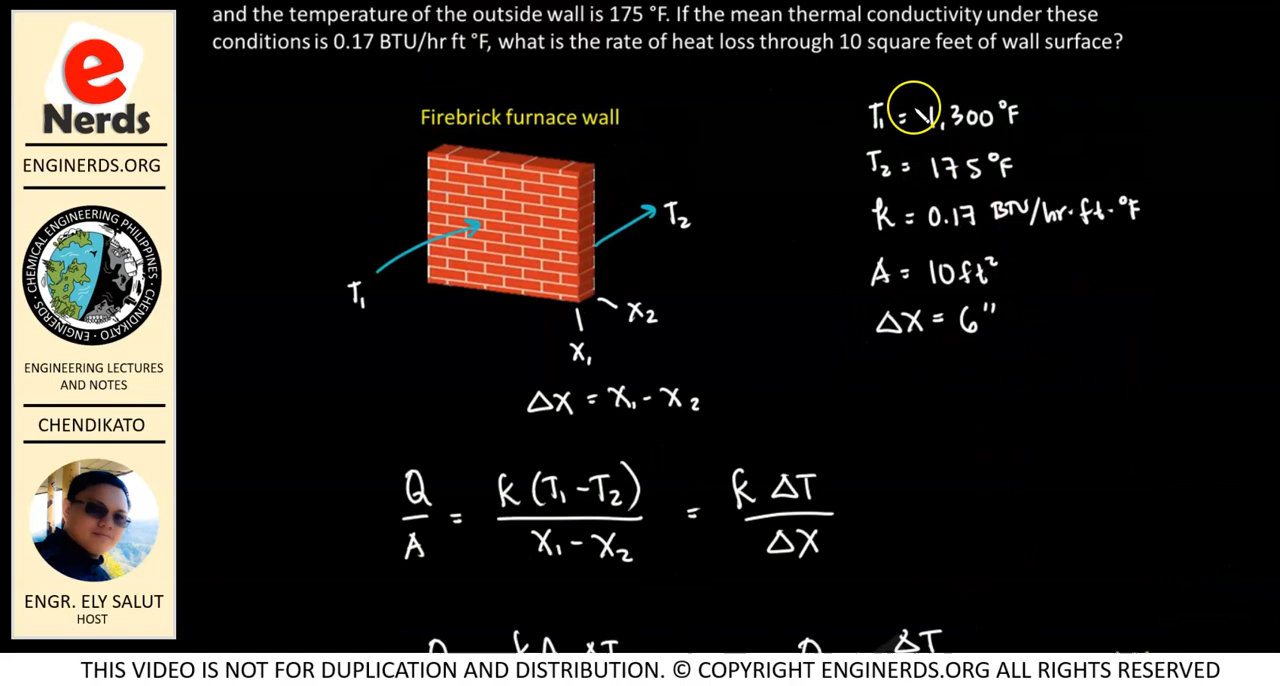 and the temperature of the outside wall is 175 °F. If the mean thermal conductivity under these
conditions is 0.17 BTU/hr ft °F, what is the rate of heat loss through 10 square feet of wall surface?
e
Nerds
ENGINERDS.ORG
CHEMICAL ENGINEERING PHILIPPINES
CHENDIKATO ENGINERDS
ENGINEERING LECTURES
AND NOTES
CHENDIKATO
ENGR. ELY SALUT
HOST
Firebrick furnace wall
T₁
T₂
X₂
X₁
ΔX = X₁ - X₂
T₁ = 1,300 °F
T₂ = 175 °F
k = 0.17 BTU/hr·ft·°F
A = 10 ft²
ΔX = 6"
Q/A = k (T₁ - T₂) / X₁ - X₂ = k ΔT / ΔX
ΔT
THIS VIDEO IS NOT FOR DUPLICATION AND DISTRIBUTION. © COPYRIGHT ENGINERDS.ORG ALL RIGHTS RESERVED